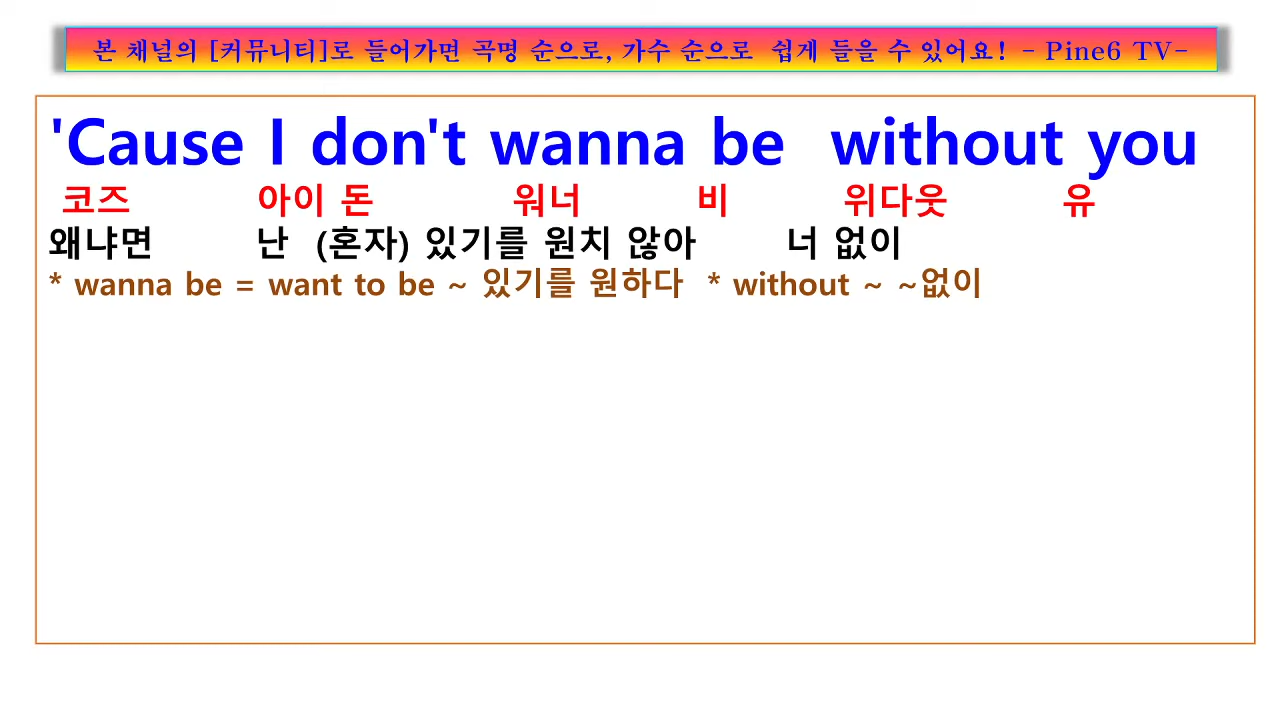 본 채널의 [커뮤니티]로 들어가면 곡명 순으로, 가수 순으로 쉽게 들을 수 있어요! - Pine6 TV-
'Cause I don't wanna be without you
코즈 아이 돈 워너 비 위다웃 유
왜냐면 난 (혼자) 있기를 원치 않아 너 없이
* wanna be = want to be ~ 있기를 원하다 * without ~ ~없이